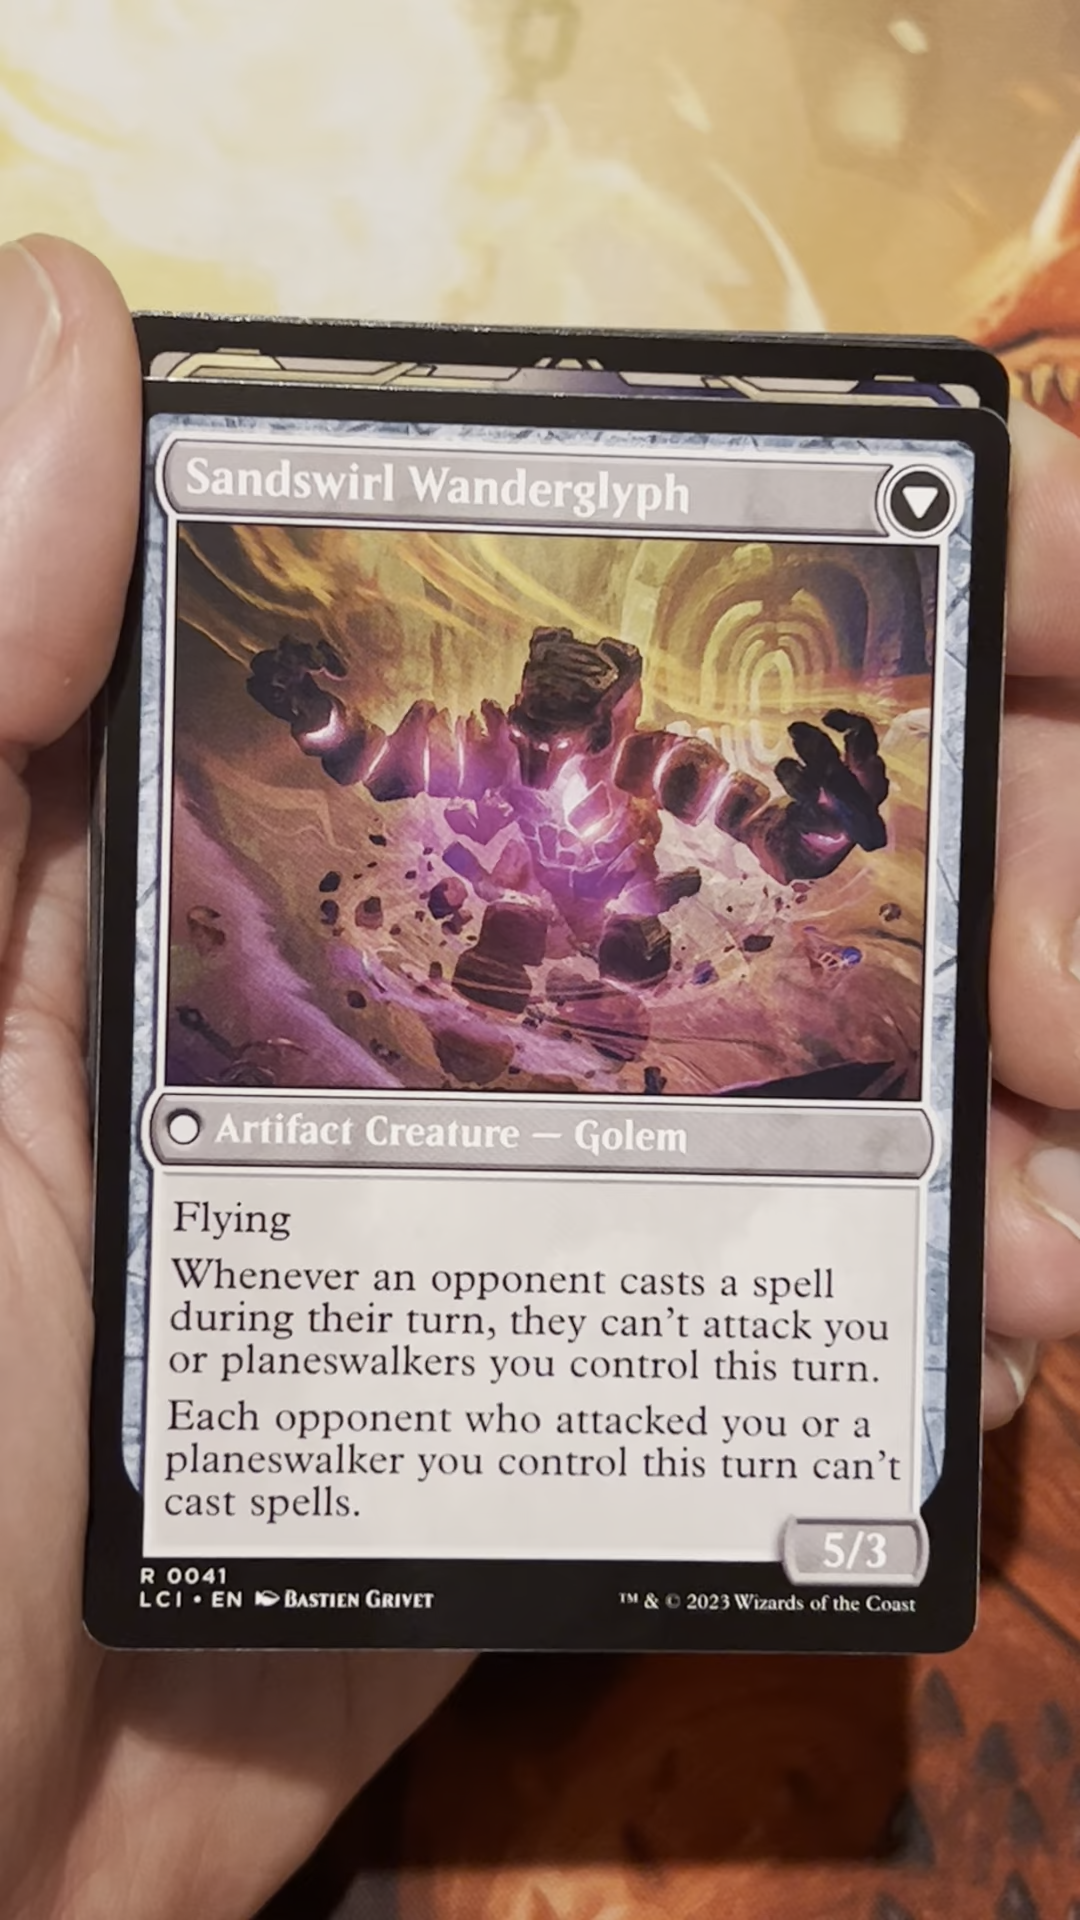 Sandswirl Wanderglyph
Artifact Creature — Golem
Flying
Whenever an opponent casts a spell
during their turn, they can't attack you
or planeswalkers you control this turn.
Each opponent who attacked you or a
planeswalker you control this turn can't
cast spells.
5/3
R 0041
LCI • EN Bastien Grivet
™ & © 2023 Wizards of the Coast